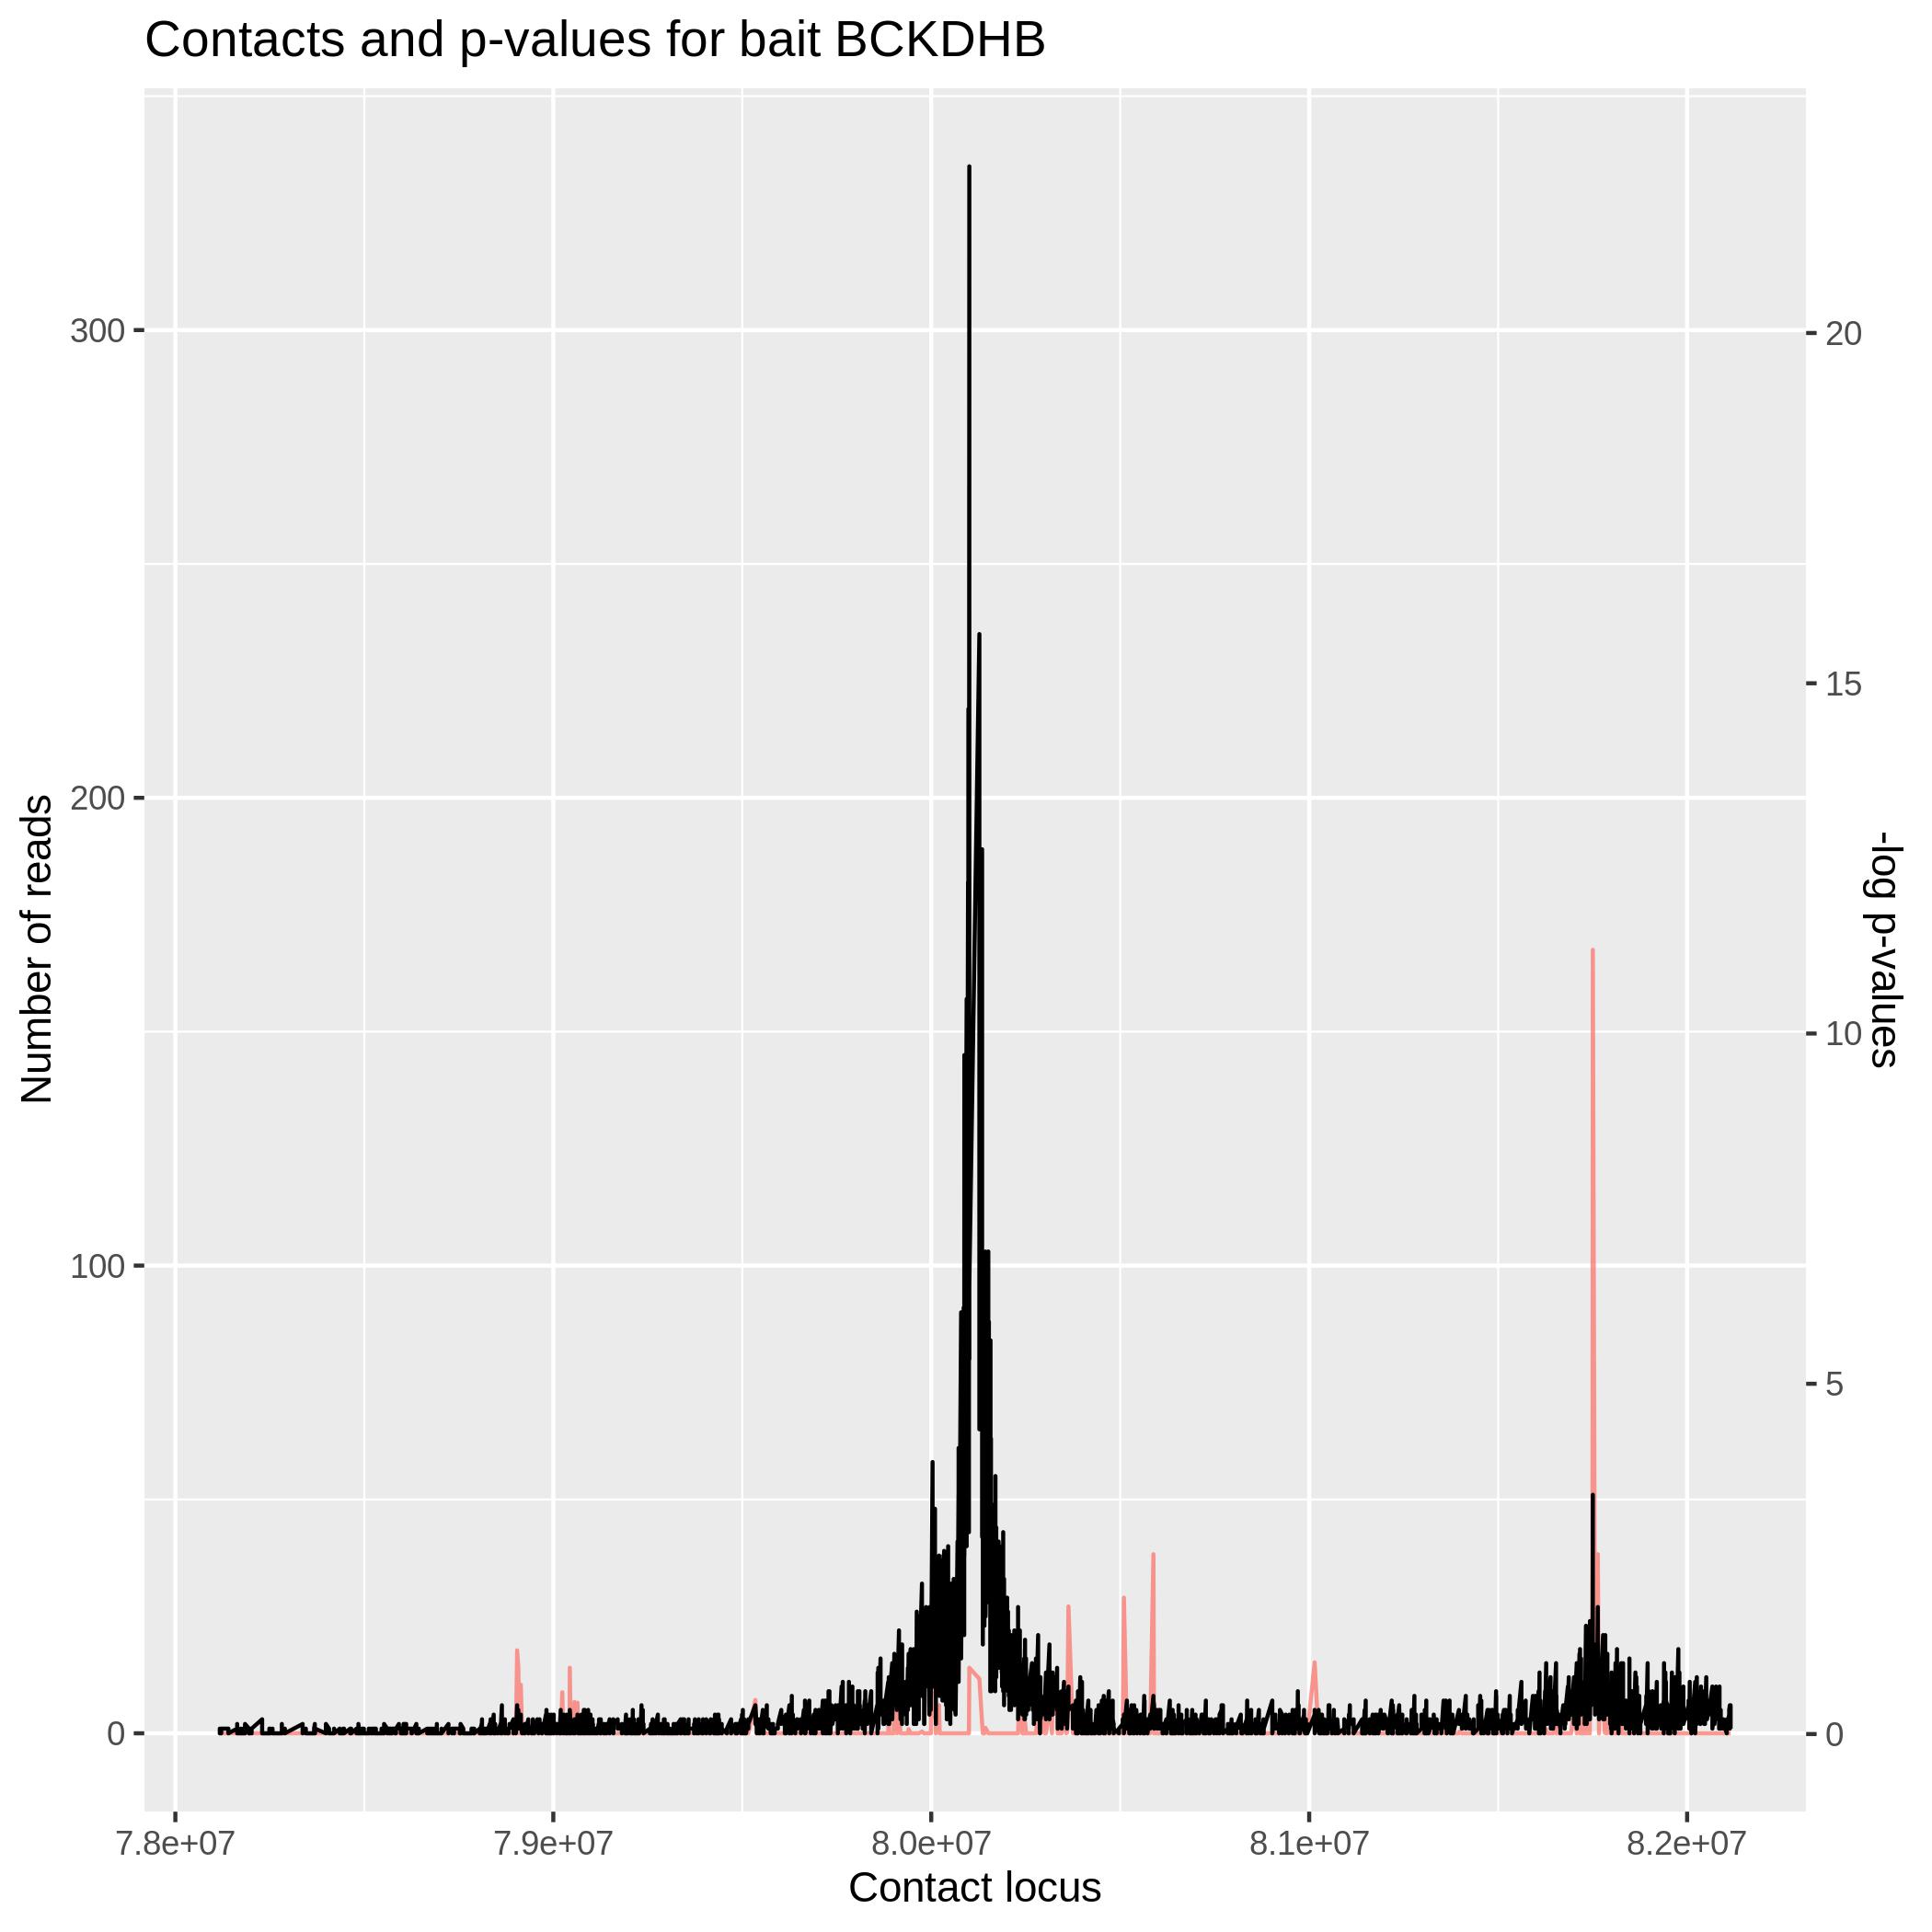 Contacts and p-values for bait BCKDHB
300
200
100
0
Number of reads
20
15
10
5
0
-log p-values
7.8e+07
7.9e+07
8.0e+07
8.1e+07
8.2e+07
Contact locus